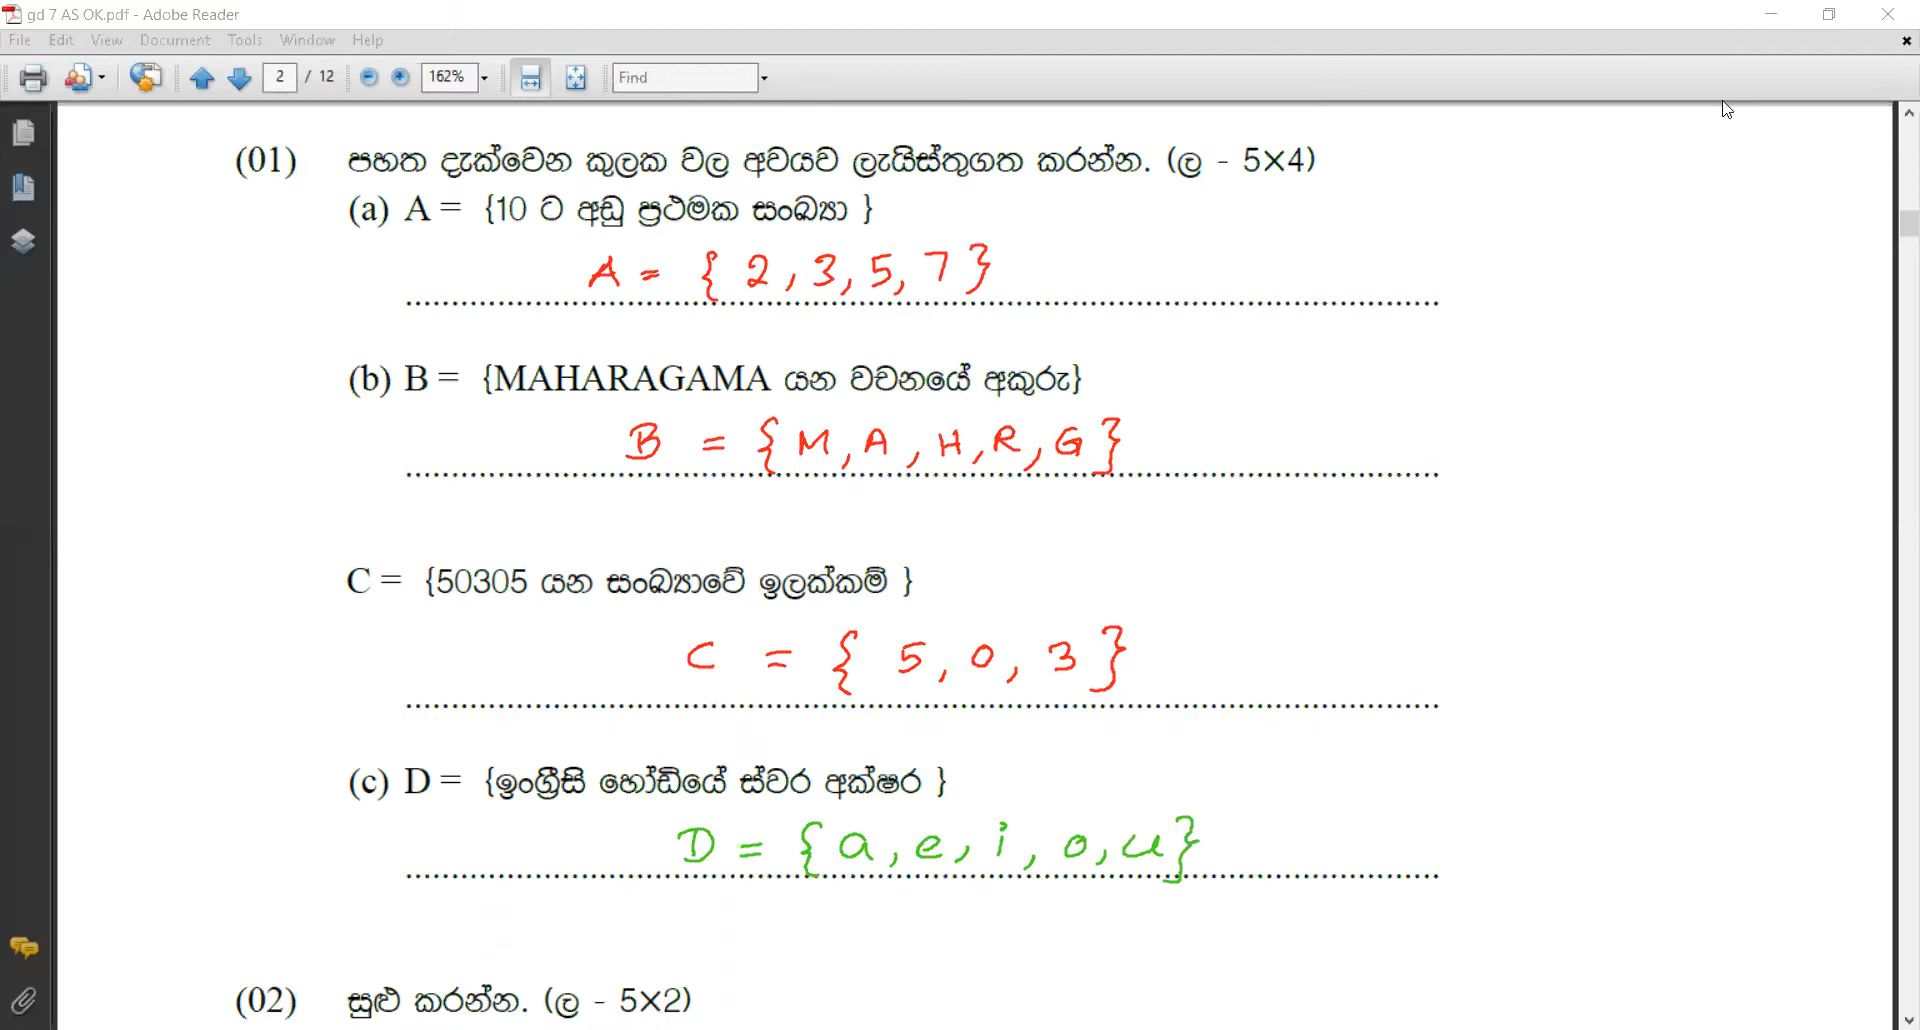 gd 7 AS OK.pdf - Adobe Reader
File Edit View Document Tools Window Help
2 / 12 162% Find
(01) පහත දැක්වෙන කුලක වල අවයව ලැයිස්තුගත කරන්න. (ල - 5×4)
(a) A = {10 ට අඩු ප්‍රථමක සංඛ්‍යා }
A = { 2 , 3 , 5 , 7 }
(b) B = {MAHARAGAMA යන වචනයේ අකුරු}
B = { M , A , H , R , G }
C = {50305 යන සංඛ්‍යාවේ ඉලක්කම් }
C = { 5 , 0 , 3 }
(c) D = {ඉංග්‍රීසි හෝඩියේ ස්වර අක්ෂර }
D = { a , e , i , o , u }
(02) සුළු කරන්න. (ල - 5×2)